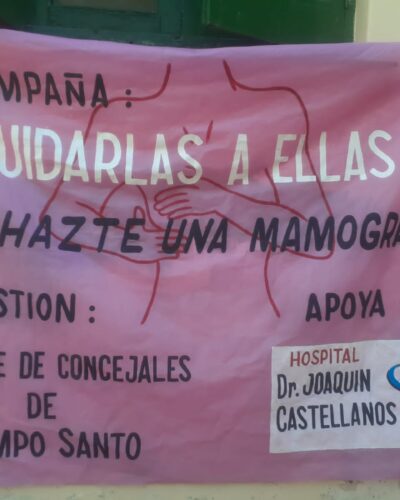 MPAÑA:
UIDARLAS A ELLAS
HAZTE UNA MAMOGRA
STION: APOYA
E DE CONCEJALES
DE
MPO SANTO
HOSPITAL
Dr. JOAQUIN
CASTELLANOS